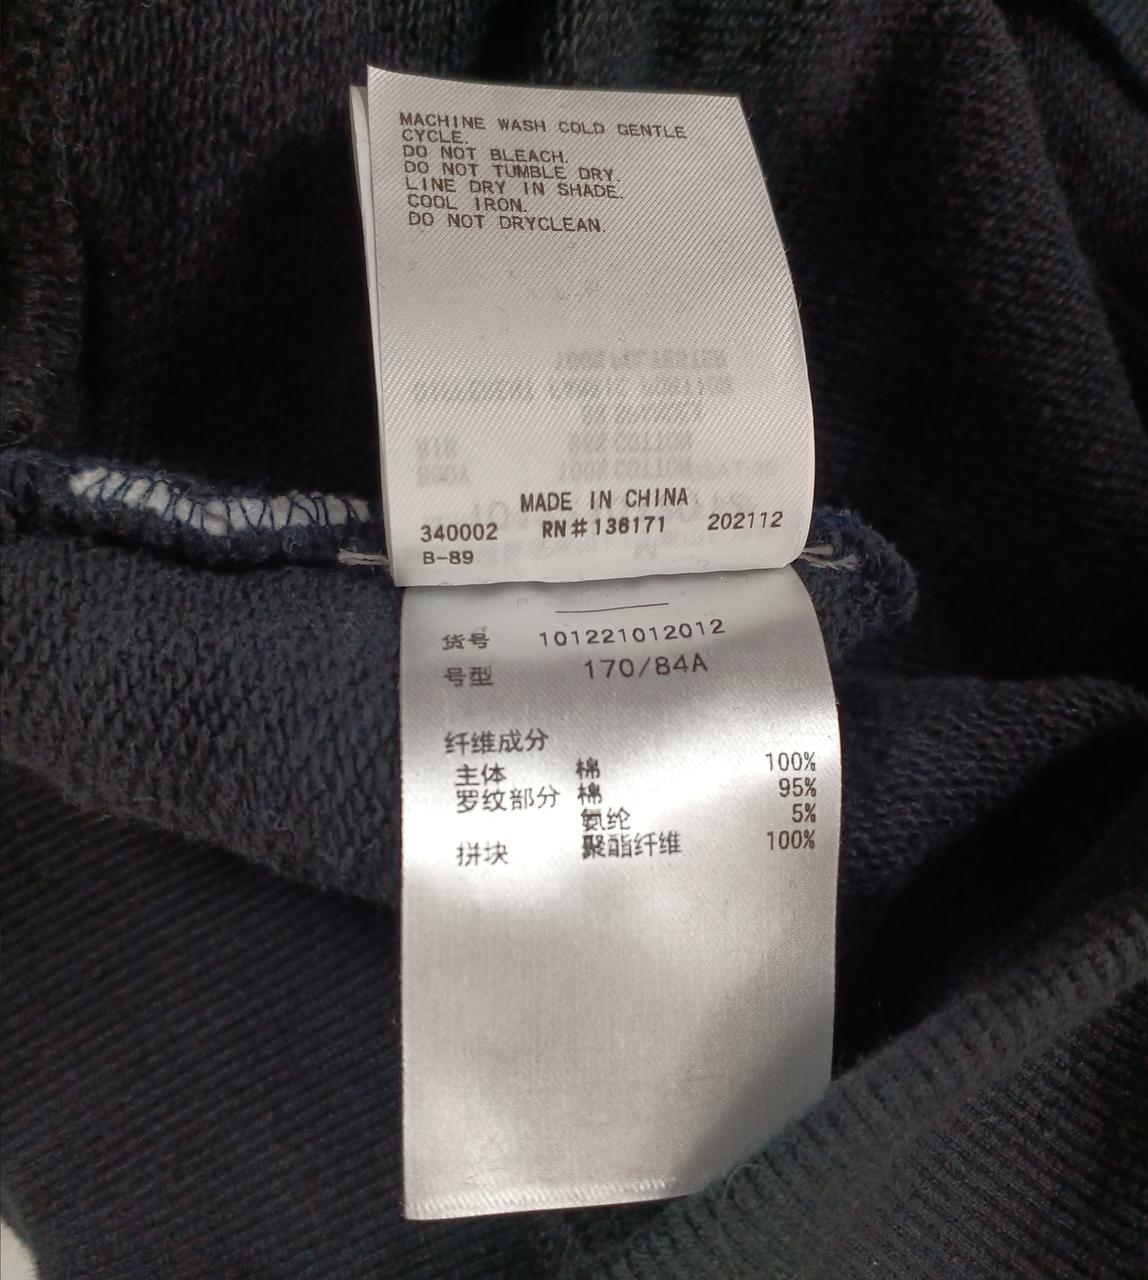 MACHINE WASH COLD GENTLE
CYCLE.
DO NOT BLEACH.
DO NOT TUMBLE DRY.
LINE DRY IN SHADE.
COOL IRON.
DO NOT DRYCLEAN.
MADE IN CHINA
340002 RN#136171 202112
B-89
货号 101221012012
号型 170/84A
纤维成分
主体 棉 100%
罗纹部分 棉 95%
氨纶 5%
拼块 聚酯纤维 100%